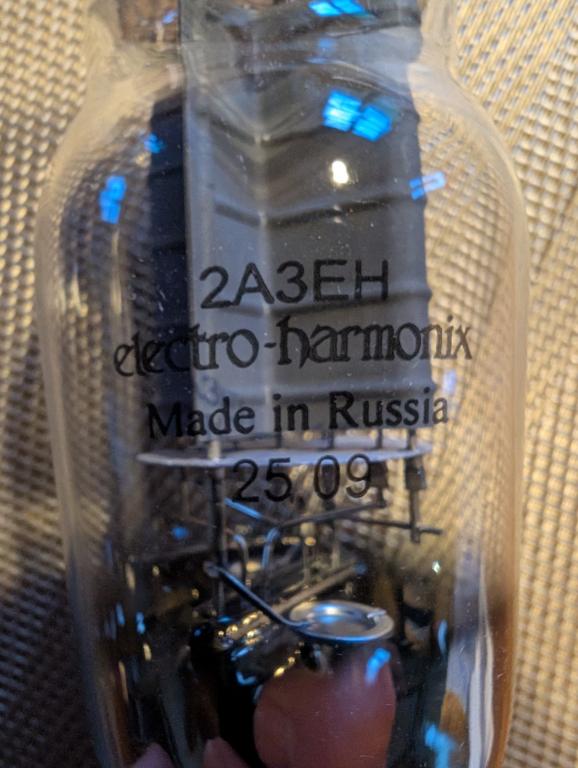 2A3EH
electro-harmonix
Made in Russia
25.09